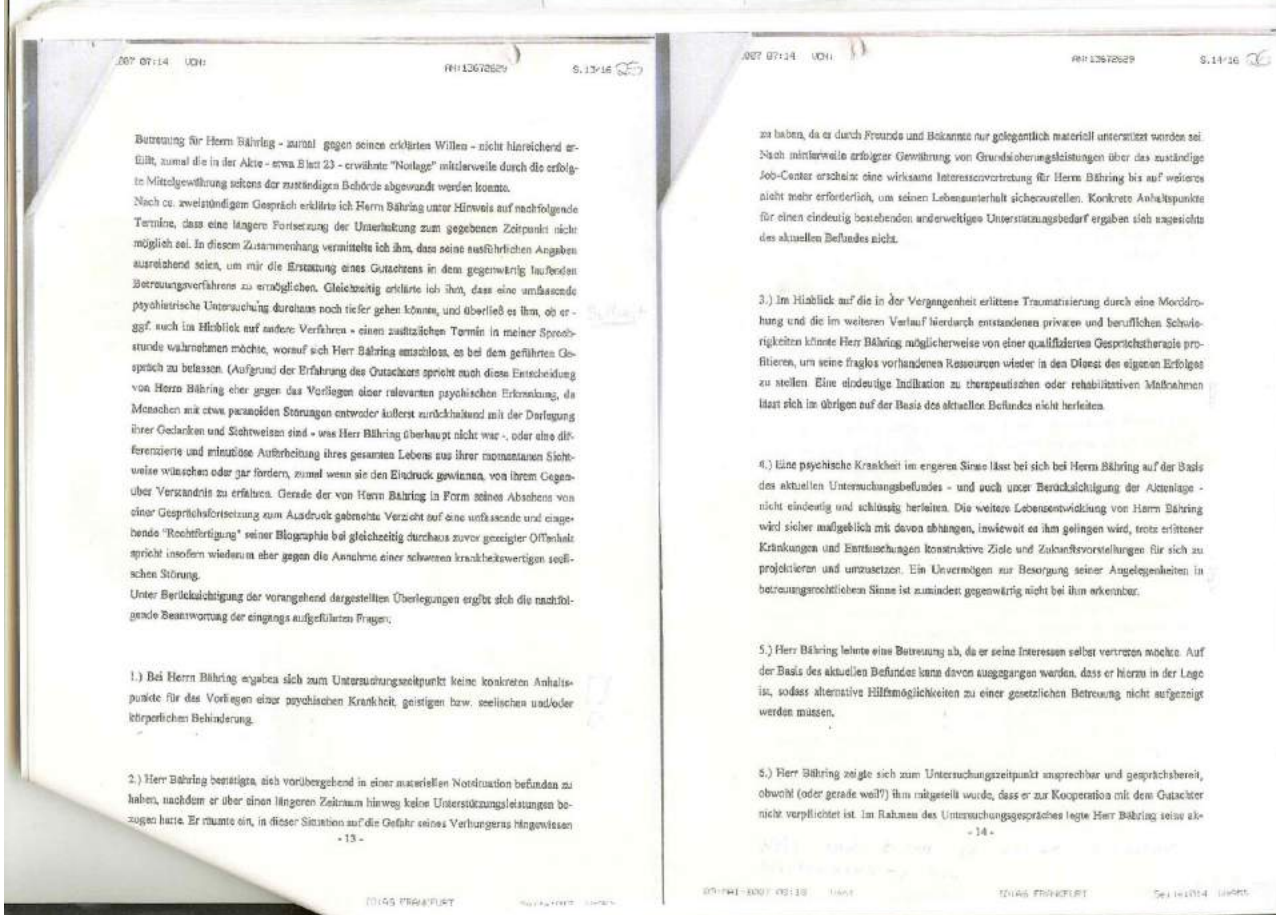 2007 07:14 VON:
AN:13672629
S.13/16
25
Betreuung für Herrn Bähring - zumal gegen seinen erklärten Willen - nicht hinreichend er-
füllt, zumal die in der Akte - etwa Blatt 23 - erwähnte "Notlage" mittlerweile durch die erfolg-
te Mittelgewährung seitens der zuständigen Behörde abgewandt werden konnte.
Nach ca. zweistündigem Gespräch erklärte ich Herrn Bähring unter Hinweis auf nachfolgende
Termine, dass eine längere Fortsetzung der Unterhaltung zum gegebenen Zeitpunkt nicht
möglich sei. In diesem Zusammenhang vermittelte ich ihm, dass seine ausführlichen Angaben
ausreichend seien, um mir die Erstattung eines Gutachtens in dem gegenwärtig laufenden
Betreuungsverfahrens zu ermöglichen. Gleichzeitig erklärte ich ihm, dass eine umfassende
psychiatrische Untersuchung durchaus noch tiefer gehen könnte, und überließ es ihm, ob er -
ggf. auch im Hinblick auf andere Verfahren - einen zusätzlichen Termin in meiner Sprech-
stunde wahrnehmen möchte, worauf sich Herr Bähring entschloss, es bei dem geführten Ge-
spräch zu belassen. (Aufgrund der Erfahrung des Gutachters spricht auch diese Entscheidung
von Herrn Bähring eher gegen das Vorliegen einer relevanten psychischen Erkrankung, da
Menschen mit etwa paranoiden Störungen entweder äußerst zurückhaltend mit der Darlegung
ihrer Gedanken und Sichtweisen sind - was Herr Bähring überhaupt nicht war -, oder eine dif-
ferenzierte und minutiöse Aufarbeitung ihres gesamten Lebens aus ihrer momentanen Sicht-
weise wünschen oder gar fordern, zumal wenn sie den Eindruck gewinnen, von ihrem Gegen-
über Verständnis zu erfahren. Gerade der von Herrn Bähring in Form seines Absehens von
einer Gesprächsfortsetzung zum Ausdruck gebrachte Verzicht auf eine umfassende und einge-
hende "Rechtfertigung" seiner Biographie bei gleichzeitig durchaus zuvor gezeigter Offenheit
spricht insofern wiederum eher gegen die Annahme einer schweren krankheitswertigen seeli-
schen Störung.
Unter Berücksichtigung der vorangehend dargestellten Überlegungen ergibt sich die nachfol-
gende Beantwortung der eingangs aufgeführten Fragen:
1.) Bei Herrn Bähring ergaben sich zum Untersuchungszeitpunkt keine konkreten Anhalts-
punkte für das Vorliegen einer psychischen Krankheit, geistigen bzw. seelischen und/oder
körperlichen Behinderung.
2.) Herr Bähring bestätigte, sich vorübergehend in einer materiellen Notsituation befunden zu
haben, nachdem er über einen längeren Zeitraum hinweg keine Unterstützungsleistungen be-
zogen hatte. Er räumte ein, in dieser Situation auf die Gefahr seines Verhungerns hingewiesen
- 13 -
TOIAS FRANKFURT
2007 07:14 VON:
AN:13672629
S.14/16
26
zu haben, da er durch Freunde und Bekannte nur gelegentlich materiell unterstützt worden sei.
Nach mittlerweile erfolgter Gewährung von Grundsicherungsleistungen über das zuständige
Job-Center erscheint eine wirksame Interessenvertretung für Herrn Bähring bis auf weiteres
nicht mehr erforderlich, um seinen Lebensunterhalt sicherzustellen. Konkrete Anhaltspunkte
für einen eindeutig bestehenden anderweitigen Unterstützungsbedarf ergaben sich angesichts
des aktuellen Befundes nicht.
3.) Im Hinblick auf die in der Vergangenheit erlittene Traumatisierung durch eine Morddro-
hung und die im weiteren Verlauf hierdurch entstandenen privaten und beruflichen Schwie-
rigkeiten könnte Herr Bähring möglicherweise von einer qualifizierten Gesprächstherapie pro-
fitieren, um seine fraglos vorhandenen Ressourcen wieder in den Dienst des eigenen Erfolges
zu stellen. Eine eindeutige Indikation zu therapeutischen oder rehabilitativen Maßnahmen
lässt sich im übrigen auf der Basis des aktuellen Befundes nicht herleiten.
4.) Eine psychische Krankheit im engeren Sinne lässt bei sich bei Herrn Bähring auf der Basis
des aktuellen Untersuchungsbefundes - und auch unter Berücksichtigung der Aktenlage -
nicht eindeutig und schlüssig herleiten. Die weitere Lebensentwicklung von Herrn Bähring
wird sicher maßgeblich mit davon abhängen, inwieweit es ihm gelingen wird, trotz erlittener
Kränkungen und Enttäuschungen konstruktive Ziele und Zukunftsvorstellungen für sich zu
projektieren und umzusetzen. Ein Unvermögen zur Besorgung seiner Angelegenheiten in
betreuungsrechtlichem Sinne ist zumindest gegenwärtig nicht bei ihm erkennbar.
5.) Herr Bähring lehnte eine Betreuung ab, da er seine Interessen selbst vertreten möchte. Auf
der Basis des aktuellen Befundes kann davon ausgegangen werden, dass er hierzu in der Lage
ist, sodass alternative Hilfsmöglichkeiten zu einer gesetzlichen Betreuung nicht aufgezeigt
werden müssen.
6.) Herr Bähring zeigte sich zum Untersuchungszeitpunkt ansprechbar und gesprächsbereit,
obwohl (oder gerade weil?) ihm mitgeteilt wurde, dass er zur Kooperation mit dem Gutachter
nicht verpflichtet ist. Im Rahmen des Untersuchungsgespräches legte Herr Bähring seine ak-
- 14 -
TOIAS FRANKFURT